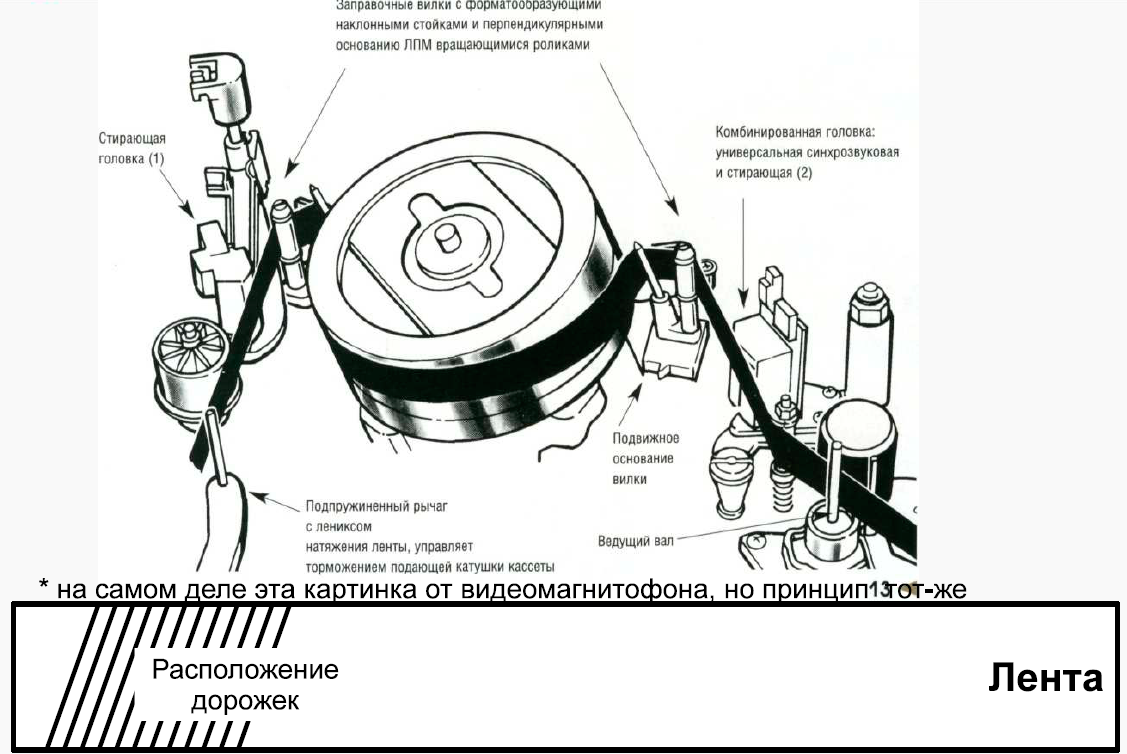 Заправочные вилки с форматообразующими
наклонными стойками и перпендикулярными
основанию ЛПМ вращающимися роликами
Стирающая
головка (1)
Комбинированная головка:
универсальная синхрозвуковая
и стирающая (2)
Подвижное
основание
вилки
Подпружиненный рычаг
с лениксом
натяжения ленты, управляет
торможением подающей катушки кассеты
Ведущий вал
13
* на самом деле эта картинка от видеомагнитофона, но принцип тот-же
Расположение
дорожек
Лента